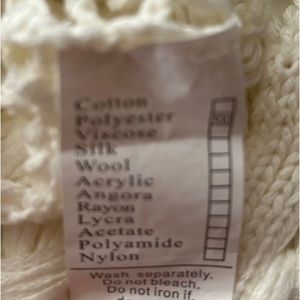 Cotton
Polyester
Viscose
Silk
Wool
Acrylic
Angora
Rayon
Lycra
Acetate
Polyamide
Nylon
Wash separately.
Do not bleach.
Do not iron if